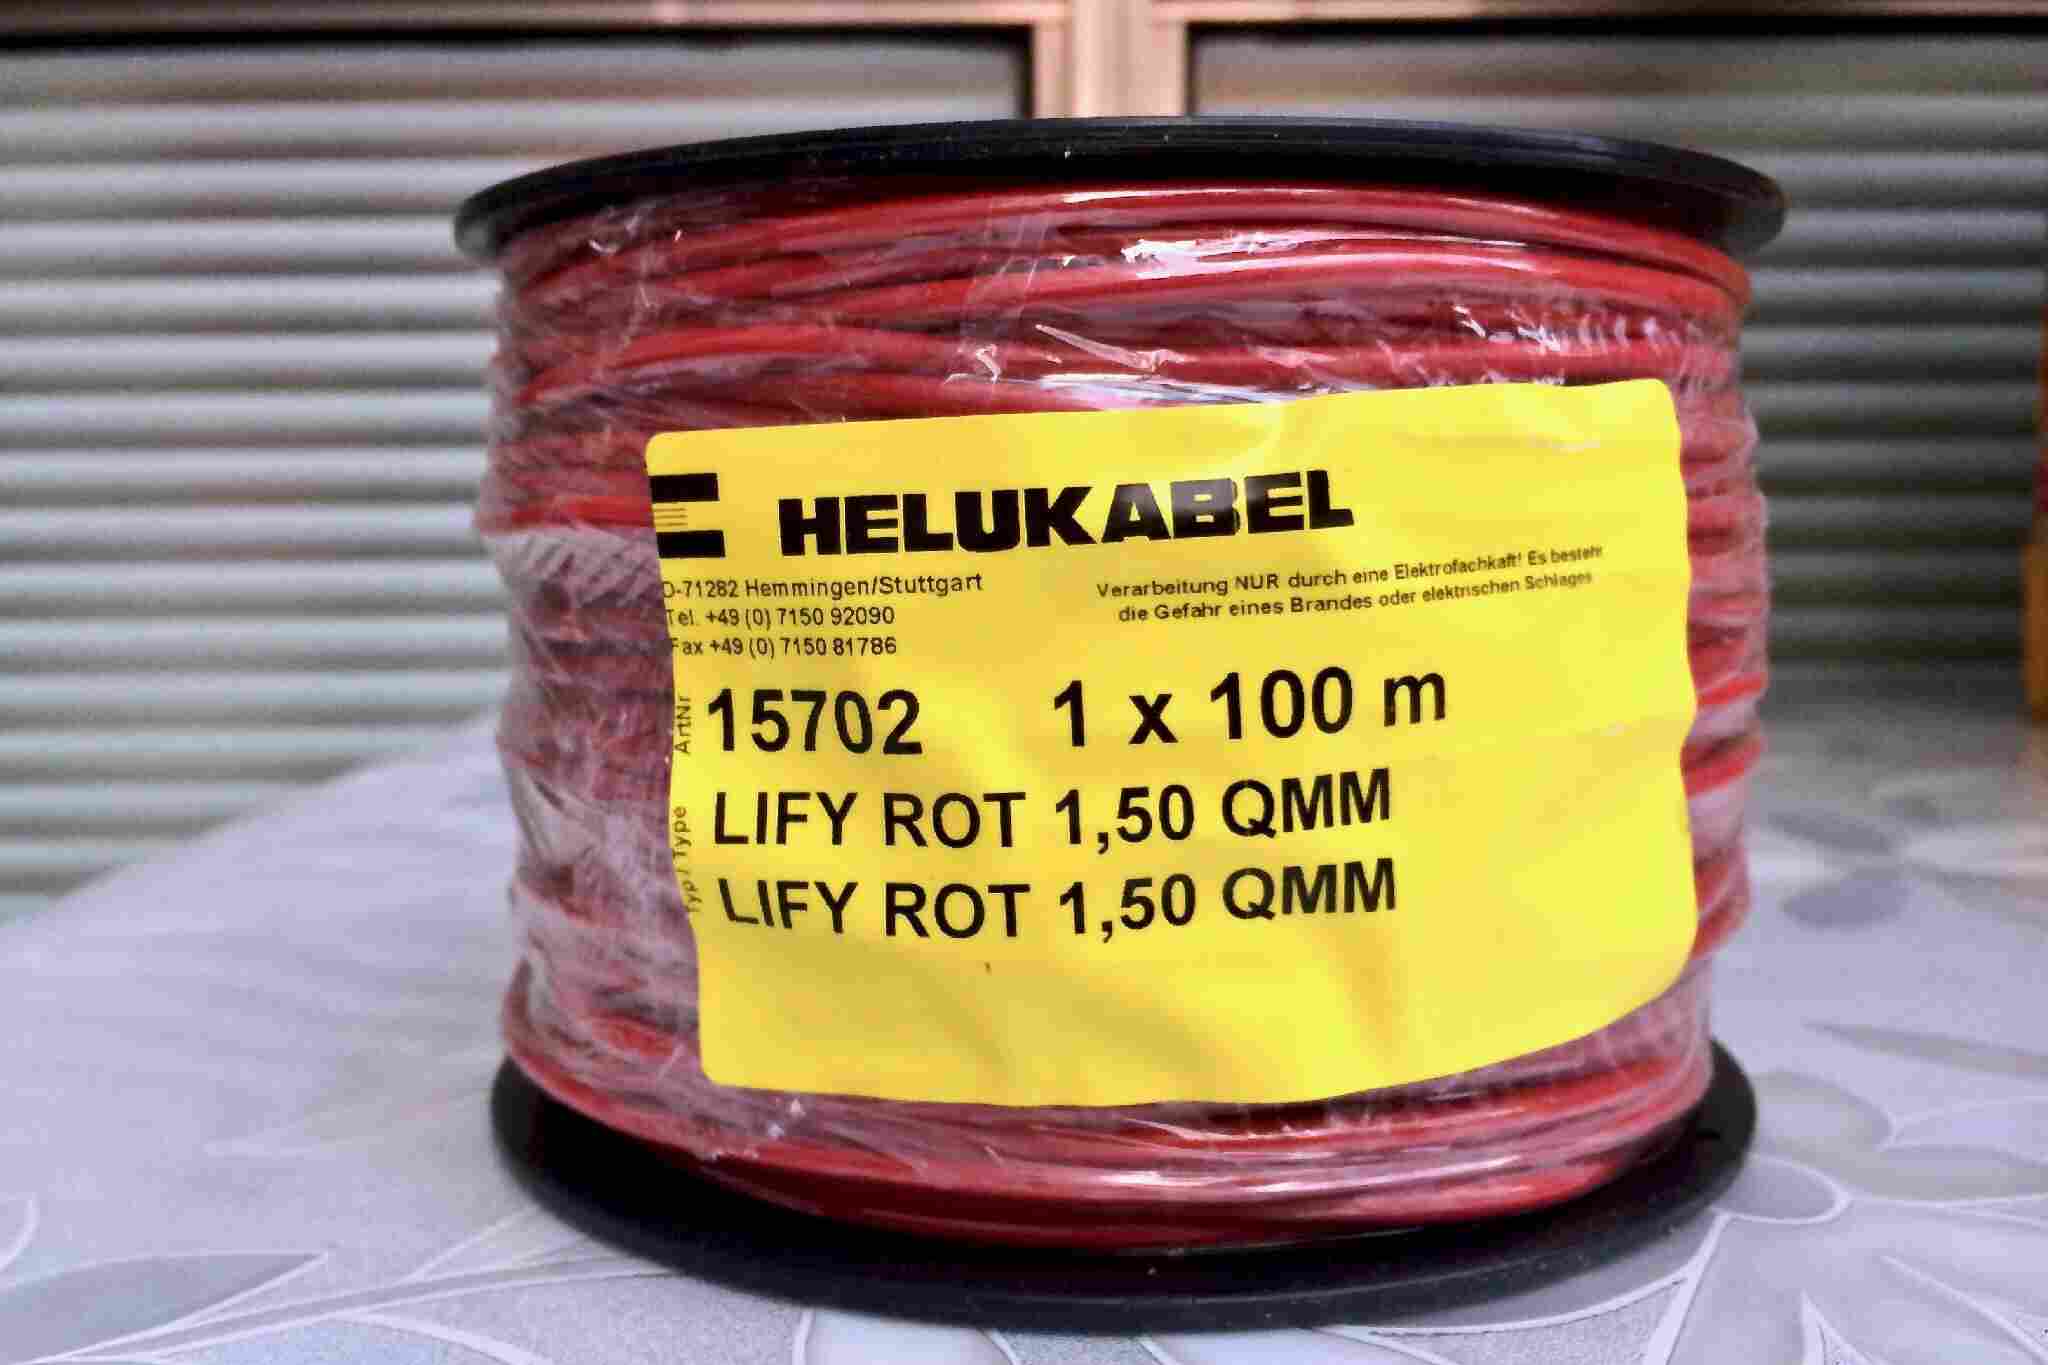 HELUKABEL
D-71282 Hemmingen/Stuttgart
Tel. +49 (0) 7150 92090
Fax +49 (0) 7150 81786
Verarbeitung NUR durch eine Elektrofachkaft! Es besteht
die Gefahr eines Brandes oder elektrischen Schlages
ArtNr 15702 1 x 100 m
Typ / Type LIFY ROT 1,50 QMM
LIFY ROT 1,50 QMM